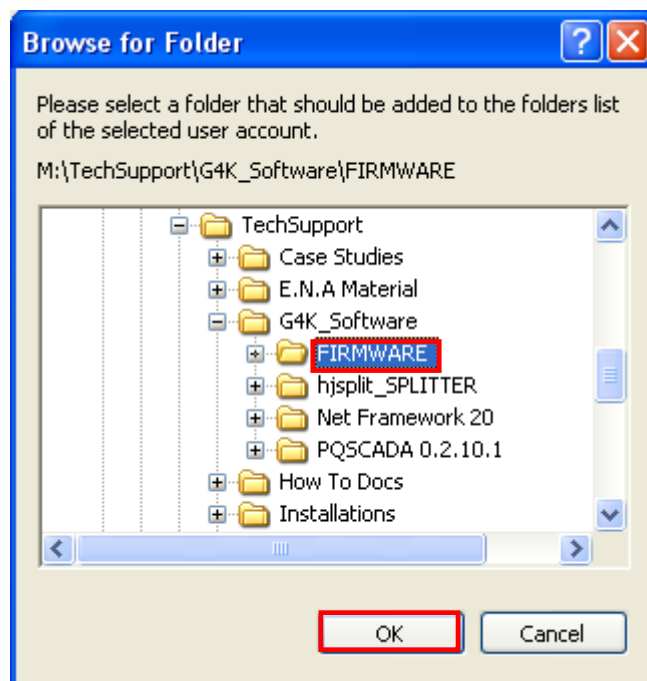 Browse for Folder
Please select a folder that should be added to the folders list
of the selected user account.
M:\TechSupport\G4K_Software\FIRMWARE
TechSupport
Case Studies
E.N.A Material
G4K_Software
FIRMWARE
hjsplit_SPLITTER
Net Framework 20
PQSCADA 0.2.10.1
How To Docs
Installations
OK Cancel